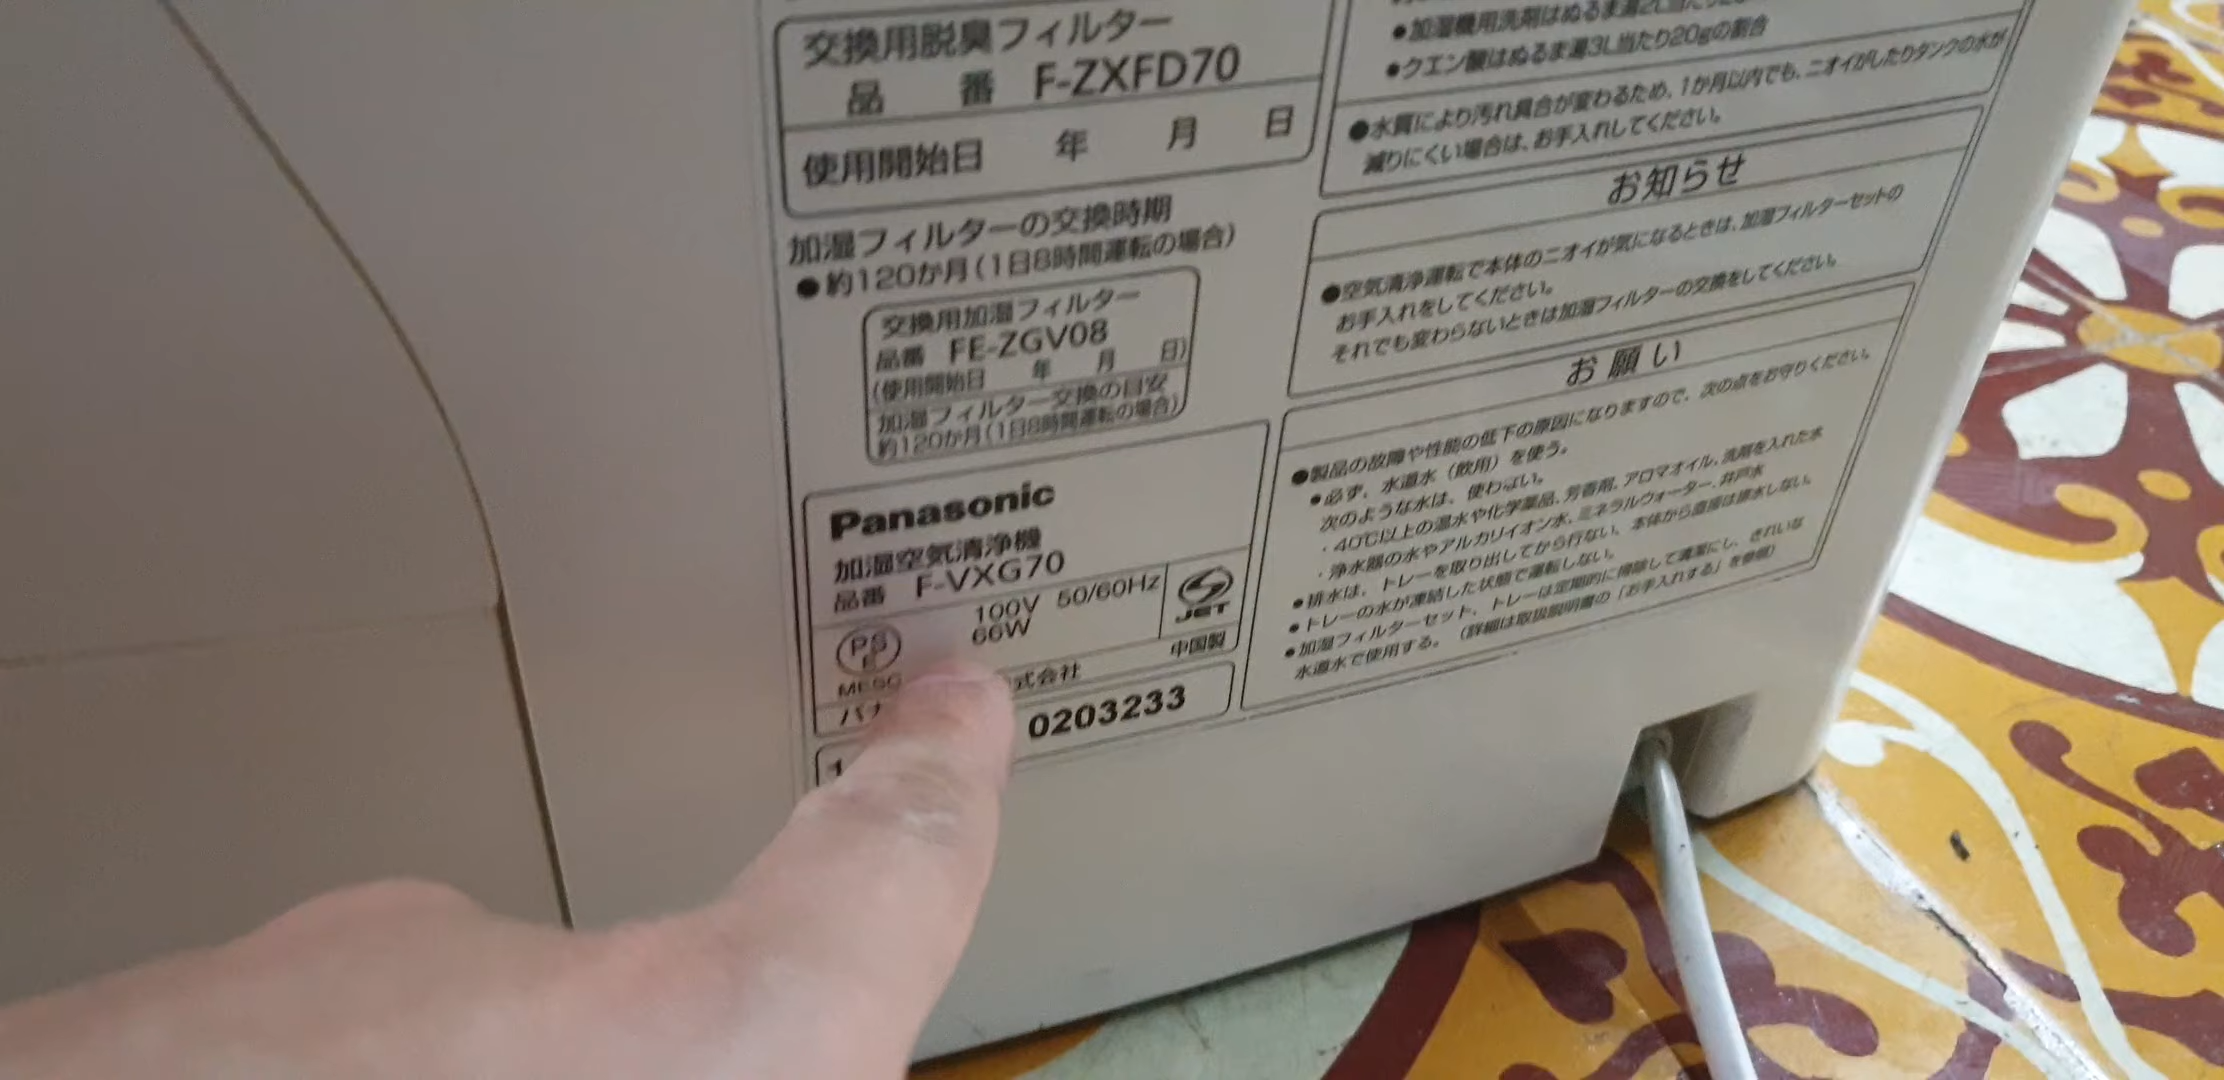 交換用脱臭フィルター
品 番 F-ZXFD70
使用開始日 年 月 日
加湿フィルターの交換時期
●約120か月(1日8時間運転の場合)
交換用加湿フィルター
品番 FE-ZGV08
(使用開始日 年 月 日)
加湿フィルター交換の目安
約120か月(1日8時間運転の場合)
Panasonic
加湿空気清浄機
品番 F-VXG70
100V 50/60Hz
66W
PS
E
JET
中国製
式会社
パナ
0203233
●加湿機用洗剤はぬるま湯2L当たり
●クエン酸はぬるま湯3L当たり20gの割合
●水質により汚れ具合が変わるため、1か月以内でも、ニオイがしたりタンクの水が
減りにくい場合は、お手入れしてください。
お知らせ
●空気清浄運転で本体のニオイが気になるときは、加湿フィルターセットの
お手入れをしてください。
それでも変わらないときは加湿フィルターの交換をしてください。
お願い
●製品の故障や性能の低下の原因になりますので、次の点をお守りください。
●必ず、水道水(飲用)を使う。
次のような水は、使わない。
・40℃以上の温水や化学薬品、芳香剤、アロマオイル、洗剤を入れた水
・浄水器の水やアルカリイオン水、ミネラルウォーター、井戸水
●排水は、トレーを取り出してから行ない、本体から直接は排水しない。
●トレーの水が凍結した状態で運転しない。
●加湿フィルターセット、トレーは定期的に掃除して清潔にし、きれいな
水道水で使用する。(詳細は取扱説明書の「お手入れする」を参照)